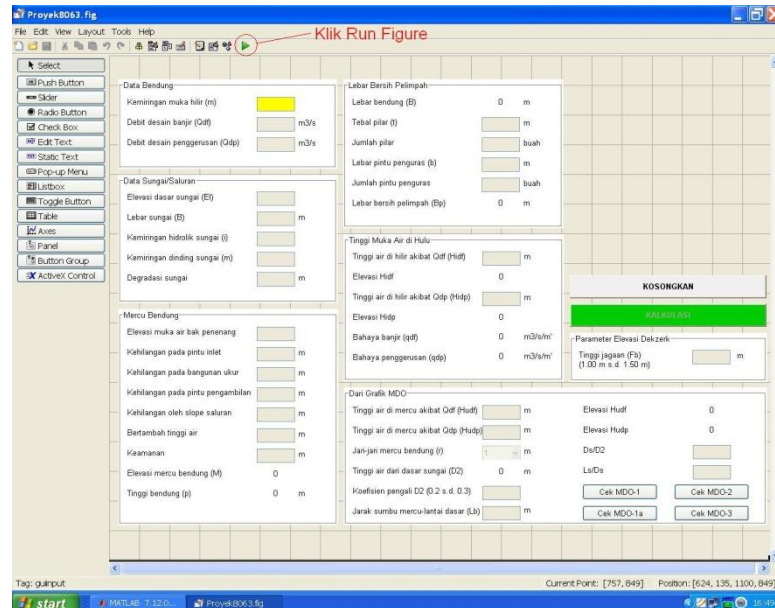 Proyek8063.fig
File Edit View Layout Tools Help
Klik Run Figure
Select
Push Button
Slider
Radio Button
Check Box
Edit Text
Static Text
Pop-up Menu
Listbox
Toggle Button
Table
Axes
Panel
Button Group
ActiveX Control
Data Bendung
Kemiringan muka hilir (m)
Debit desain banjir (Qdf) m3/s
Debit desain penggerusan (Qdp) m3/s
Data Sungai/Saluran
Elevasi dasar sungai (El)
Lebar sungai (B) m
Kemiringan hidrolik sungai (i)
Kemiringan dinding sungai (m)
Degradasi sungai m
Mercu Bendung
Elevasi muka air bak penenang
Kehilangan pada pintu inlet m
Kehilangan pada bangunan ukur m
Kehilangan pada pintu pengambilan m
Kehilangan oleh slope saluran m
Bertambah tinggi air m
Keamanan m
Elevasi mercu bendung (M) 0
Tinggi bendung (p) 0 m
Lebar Bersih Pelimpah
Lebar bendung (B) 0 m
Tebal pilar (t) m
Jumlah pilar buah
Lebar pintu penguras (b) m
Jumlah pintu penguras buah
Lebar bersih pelimpah (Bp) 0 m
Tinggi Muka Air di Hulu
Tinggi air di hilir akibat Qdf (Hidf) m
Elevasi Hidf 0
Tinggi air di hilir akibat Qdp (Hidp) m
Elevasi Hidp 0
Bahaya banjir (qdf) 0 m3/s/m'
Bahaya penggerusan (qdp) 0 m3/s/m'
KOSONGKAN
KALKULASI
Parameter Elevasi Dekzerk
Tinggi jagaan (Fb) m
(1.00 m s.d. 1.50 m)
Dari Grafik MDO
Tinggi air di mercu akibat Qdf (Hudf) m
Tinggi air di mercu akibat Qdp (Hudp) m
Jari-jari mercu bendung (r) 1 m
Tinggi air dari dasar sungai (D2) 0 m
Koefisien pengali D2 (0.2 s.d. 0.3)
Jarak sumbu mercu-lantai dasar (Lb) m
Elevasi Hudf 0
Elevasi Hudp 0
Ds/D2
Ls/Ds
Cek MDO-1 Cek MDO-2
Cek MDO-1a Cek MDO-3
Tag: guiinput Current Point: [757, 849] Position: [624, 135, 1100, 849]
start MATLAB 7.12.0... Proyek8063.fig 16:49